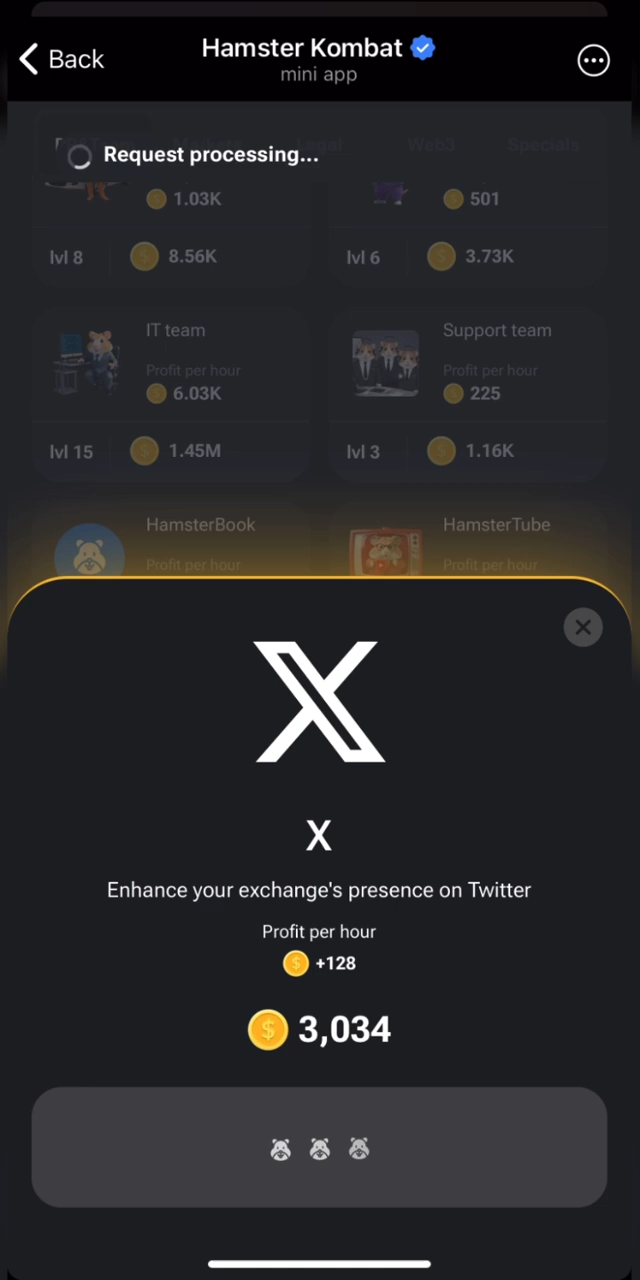 Back
Hamster Kombat
mini app
Request processing...
Legal
Web3
Specials
1.03K
501
lvl 8
8.56K
lvl 6
3.73K
IT team
Support team
Profit per hour
Profit per hour
6.03K
225
lvl 15
1.45M
lvl 3
1.16K
HamsterBook
HamsterTube
Profit per hour
Profit per hour
X
Enhance your exchange's presence on Twitter
Profit per hour
+128
3,034